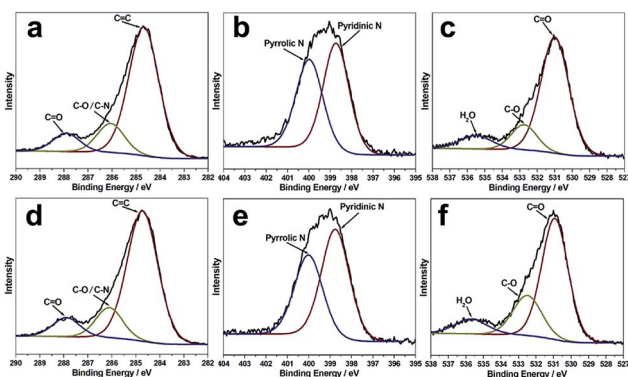 a
C=C
C-O / C-N
C=O
Intensity
290 289 288 287 286 285 284 283 282
Binding Energy / eV
b
Pyrrolic N
Pyridinic N
Intensity
404 403 402 401 400 399 398 397 396 395
Binding Energy / eV
c
C=O
C-O
H2O
Intensity
538 537 536 535 534 533 532 531 530 529 528 527
Binding Energy / eV
d
C=C
C-O / C-N
C=O
Intensity
290 289 288 287 286 285 284 283 282
Binding Energy / eV
e
Pyrrolic N
Pyridinic N
Intensity
404 403 402 401 400 399 398 397 396 395
Binding Energy / eV
f
C=O
C-O
H2O
Intensity
538 537 536 535 534 533 532 531 530 529 528 527
Binding Energy / eV